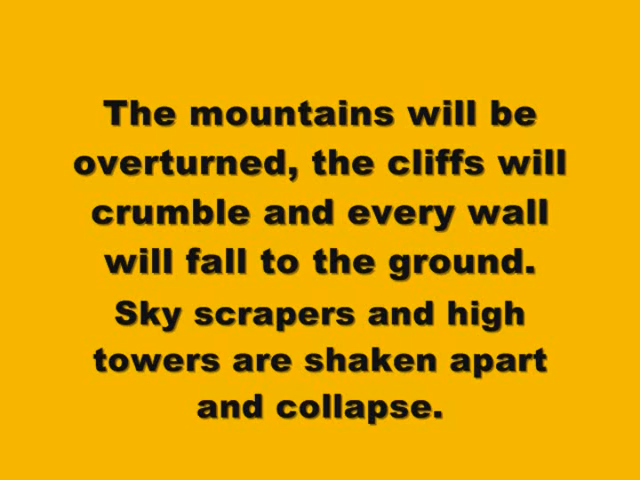 The mountains will be
overturned, the cliffs will
crumble and every wall
will fall to the ground.
Sky scrapers and high
towers are shaken apart
and collapse.